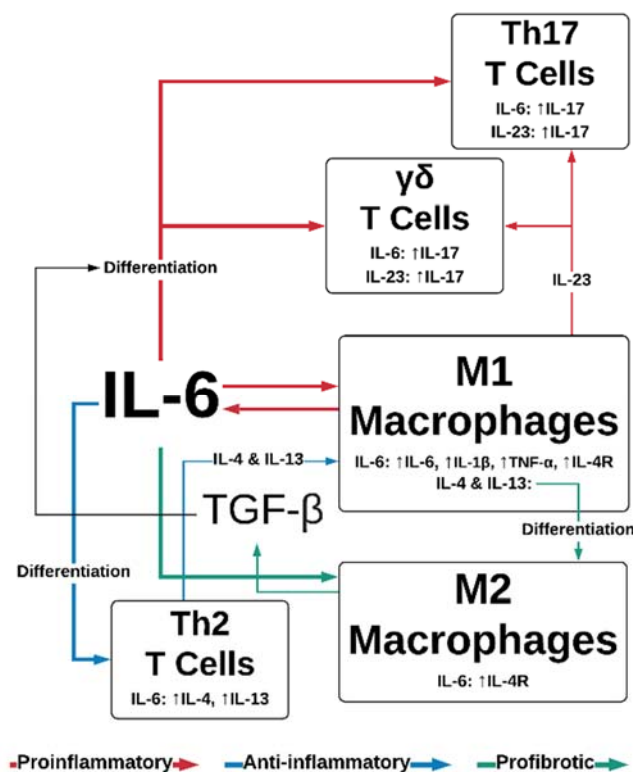 Th17
T Cells
IL-6: ↑IL-17
IL-23: ↑IL-17
γδ
T Cells
IL-6: ↑IL-17
IL-23: ↑IL-17
Differentiation
IL-23
IL-6
M1
Macrophages
IL-6: ↑IL-6, ↑IL-1β, ↑TNF-α, ↑IL-4R
IL-4 & IL-13:
IL-4 & IL-13
TGF-β
Differentiation
Differentiation
M2
Macrophages
IL-6: ↑IL-4R
Th2
T Cells
IL-6: ↑IL-4, ↑IL-13
Proinflammatory
Anti-inflammatory
Profibrotic